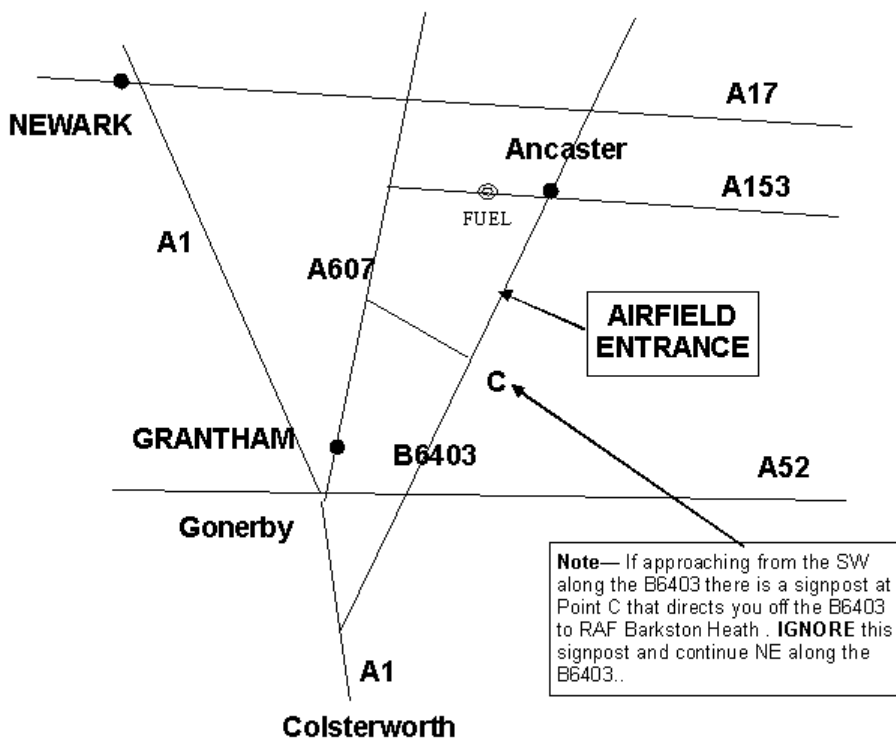 A17
NEWARK
Ancaster
A153
FUEL
A1
A607
AIRFIELD
ENTRANCE
C
GRANTHAM
B6403
A52
Gonerby
Note— If approaching from the SW
along the B6403 there is a signpost at
Point C that directs you off the B6403
to RAF Barkston Heath . IGNORE this
signpost and continue NE along the
B6403..
A1
Colsterworth